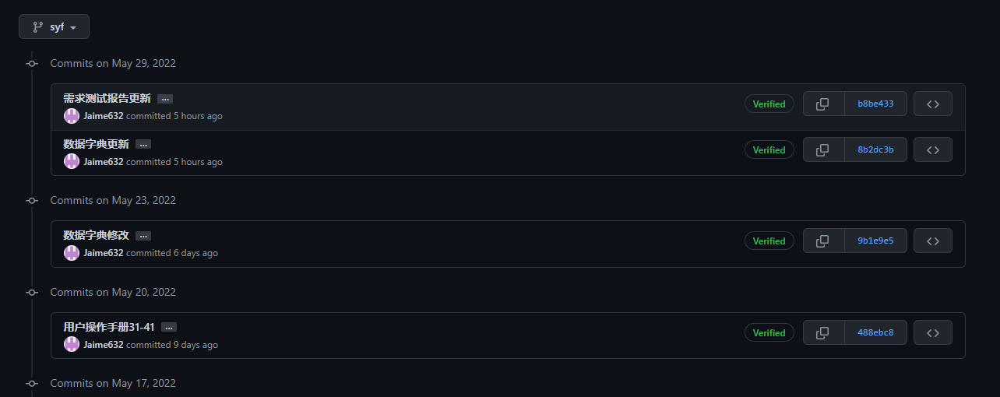 syf
Commits on May 29, 2022
需求测试报告更新 …
Verified
b8be433
Jaime632 committed 5 hours ago
数据字典更新 …
Verified
8b2dc3b
Jaime632 committed 5 hours ago
Commits on May 23, 2022
数据字典修改 …
Verified
9b1e9e5
Jaime632 committed 6 days ago
Commits on May 20, 2022
用户操作手册31-41 …
Verified
488ebc8
Jaime632 committed 9 days ago
Commits on May 17, 2022